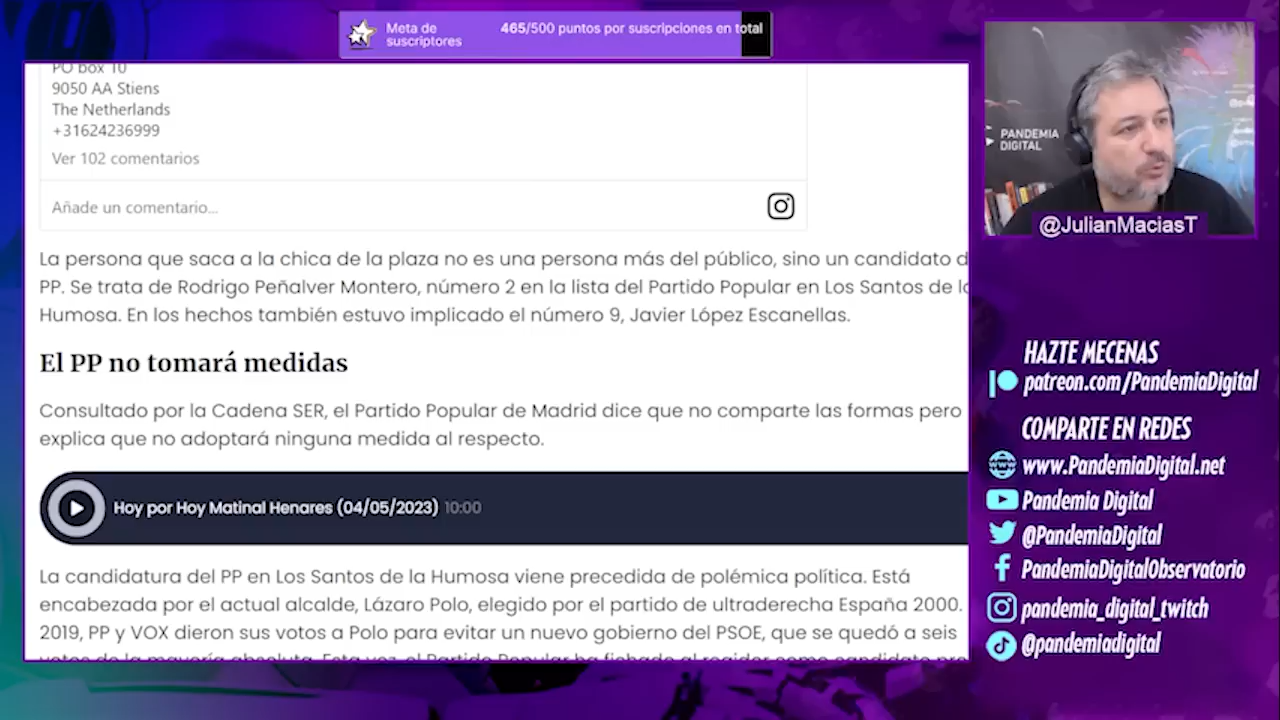 Meta de
suscriptores
465/500 puntos por suscripciones en total
PO box 10
9050 AA Stiens
The Netherlands
+31624236999
Ver 102 comentarios
Añade un comentario...
La persona que saca a la chica de la plaza no es una persona más del público, sino un candidato
PP. Se trata de Rodrigo Peñalver Montero, número 2 en la lista del Partido Popular en Los Santos de
Humosa. En los hechos también estuvo implicado el número 9, Javier López Escanellas.
El PP no tomará medidas
Consultado por la Cadena SER, el Partido Popular de Madrid dice que no comparte las formas pero
explica que no adoptará ninguna medida al respecto.
Hoy por Hoy Matinal Henares (04/05/2023) 10:00
La candidatura del PP en Los Santos de la Humosa viene precedida de polémica política. Está
encabezada por el actual alcalde, Lázaro Polo, elegido por el partido de ultraderecha España 2000.
2019, PP y VOX dieron sus votos a Polo para evitar un nuevo gobierno del PSOE, que se quedó a seis
PANDEMIA
DIGITAL
@JulianMaciasT
HAZTE MECENAS
patreon.com/PandemiaDigital
COMPARTE EN REDES
www.PandemiaDigital.net
Pandemia Digital
@PandemiaDigital
PandemiaDigitalObservatorio
pandemia_digital_twitch
@pandemiadigital